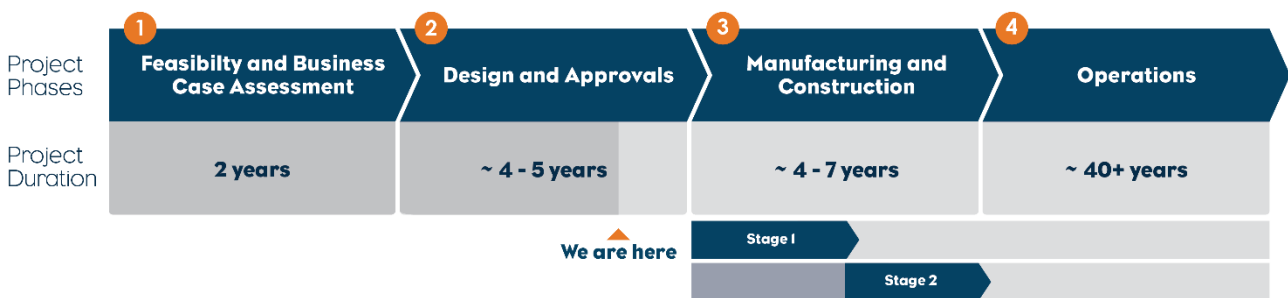 1
2
3
4
Project
Phases
Feasibilty and Business
Case Assessment
Design and Approvals
Manufacturing and
Construction
Operations
Project
Duration
2 years
~ 4 - 5 years
~ 4 - 7 years
~ 40+ years
We are here
Stage 1
Stage 2